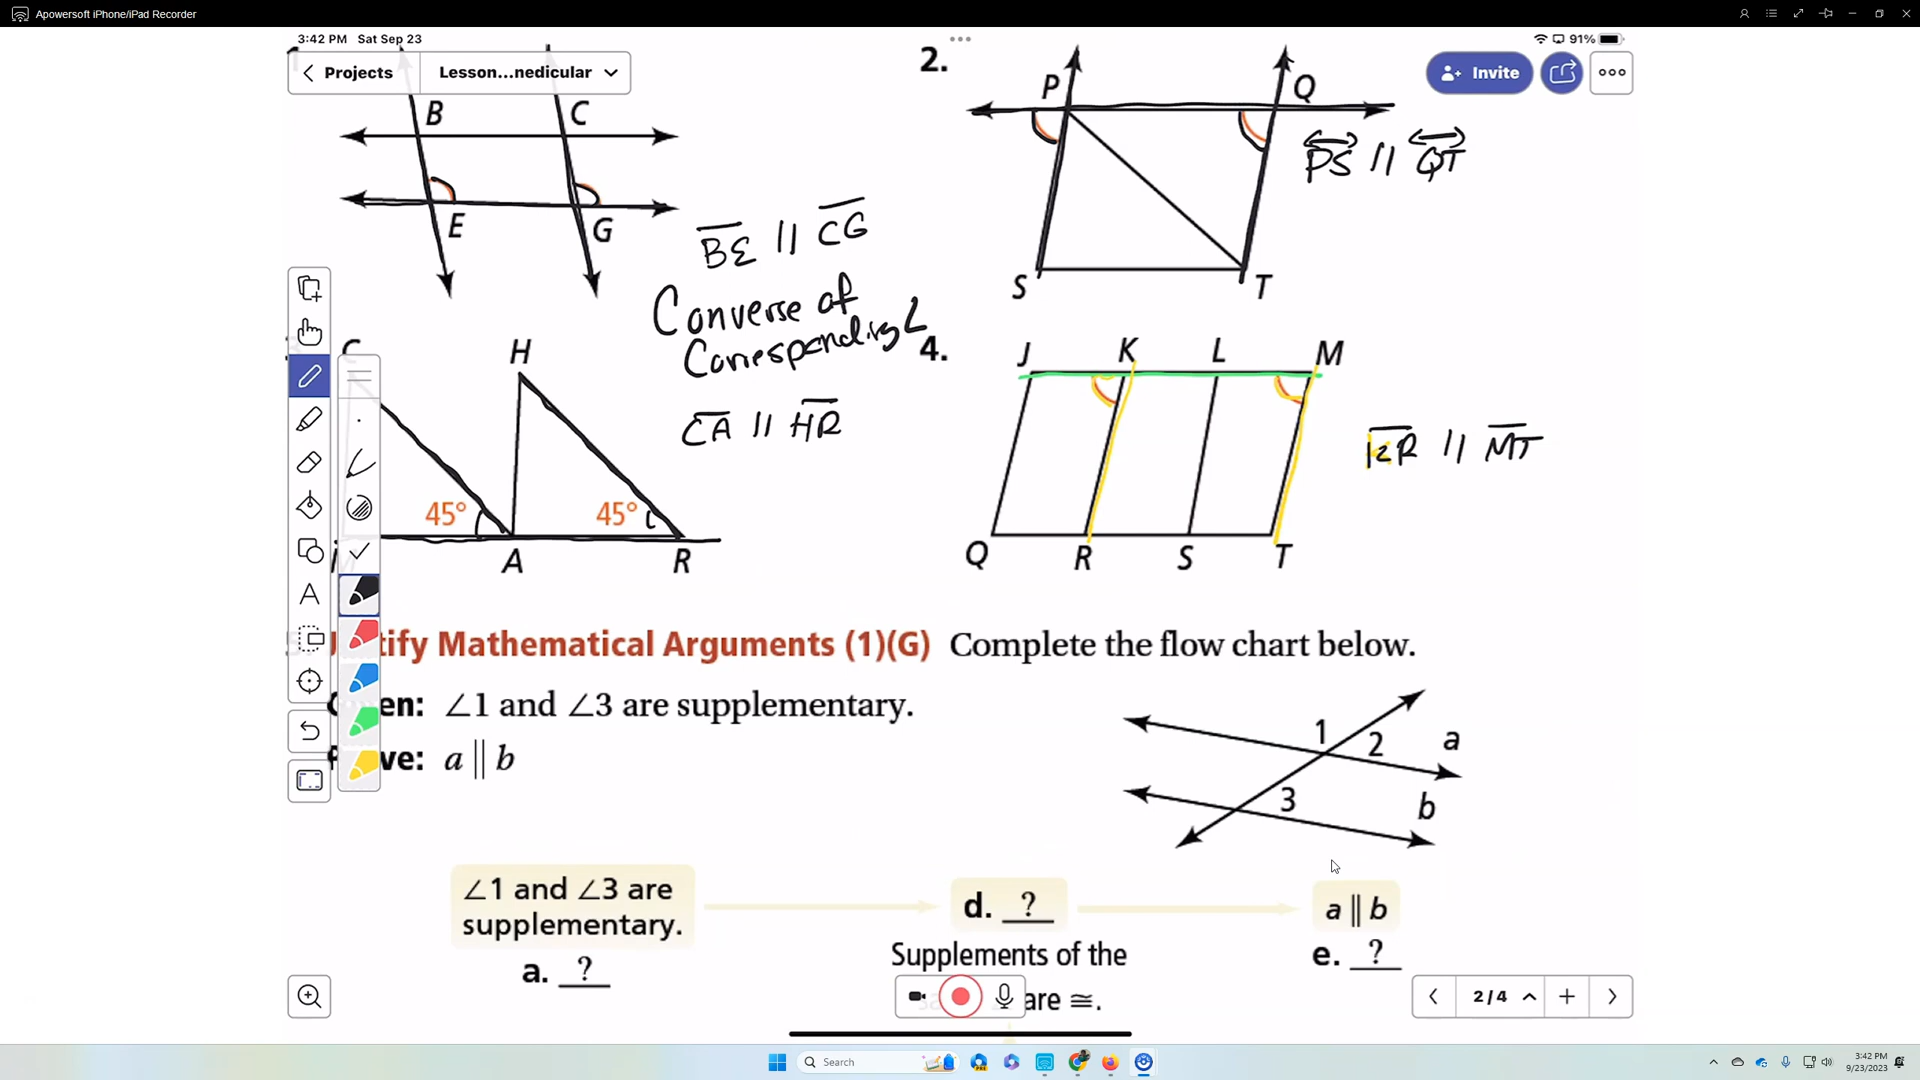 Apowersoft iPhone/iPad Recorder
3:42 PM Sat Sep 23
91%
Projects
Lesson...nedicular
Invite
2.
B
C
E
G
BE || CG
Converse of
Corresponding ∠
CA || HR
P
Q
S
T
PS || QT
C
H
45°
45°
A
R
4.
J K L M
Q R S T
KR || MT
tify Mathematical Arguments (1)(G) Complete the flow chart below.
en: ∠1 and ∠3 are supplementary.
ve: a || b
1
2
a
3
b
∠1 and ∠3 are
supplementary.
a. ?
d. ?
Supplements of the
are ≅.
a || b
e. ?
2/4
Search
3:42 PM
9/23/2023